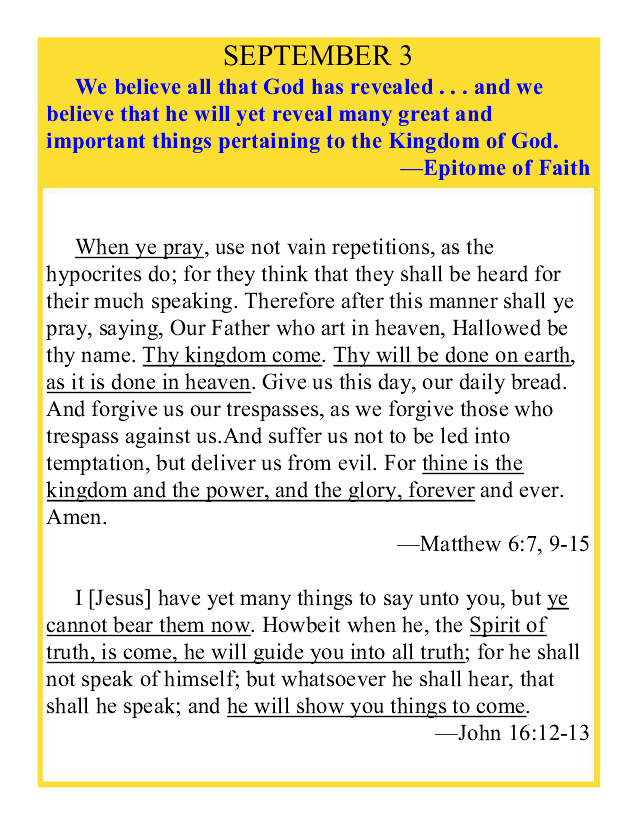 SEPTEMBER 3
We believe all that God has revealed . . . and we
believe that he will yet reveal many great and
important things pertaining to the Kingdom of God.
—Epitome of Faith
When ye pray, use not vain repetitions, as the
hypocrites do; for they think that they shall be heard for
their much speaking. Therefore after this manner shall ye
pray, saying, Our Father who art in heaven, Hallowed be
thy name. Thy kingdom come. Thy will be done on earth,
as it is done in heaven. Give us this day, our daily bread.
And forgive us our trespasses, as we forgive those who
trespass against us.And suffer us not to be led into
temptation, but deliver us from evil. For thine is the
kingdom and the power, and the glory, forever and ever.
Amen.
—Matthew 6:7, 9-15
I [Jesus] have yet many things to say unto you, but ye
cannot bear them now. Howbeit when he, the Spirit of
truth, is come, he will guide you into all truth; for he shall
not speak of himself; but whatsoever he shall hear, that
shall he speak; and he will show you things to come.
—John 16:12-13